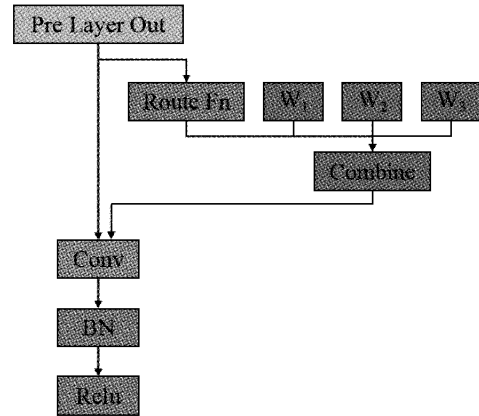 Pre Layer Out
Route Fn W₁ W₂ W₃
Combine
Conv
BN
Relu